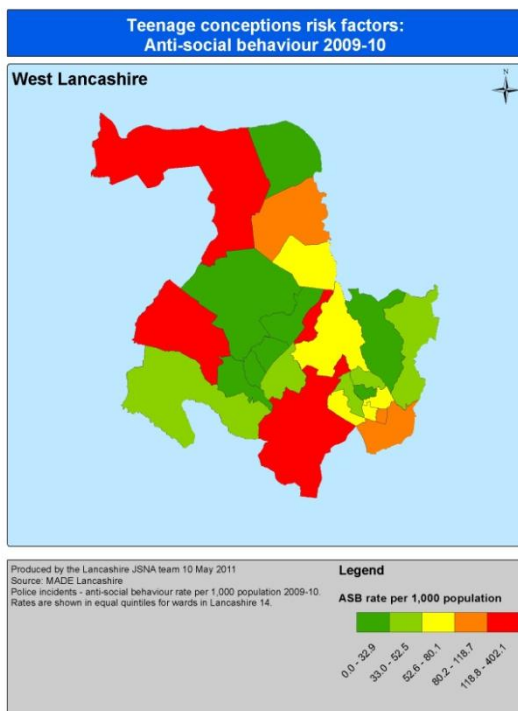 Teenage conceptions risk factors:
Anti-social behaviour 2009-10
West Lancashire
N
Produced by the Lancashire JSNA team 10 May 2011
Source: MADE Lancashire
Police incidents - anti-social behaviour rate per 1,000 population 2009-10.
Rates are shown in equal quintiles for wards in Lancashire 14.
Legend
ASB rate per 1,000 population
0.0 - 32.9
33.0 - 52.5
52.6 - 80.1
80.2 - 118.7
118.8 - 402.1